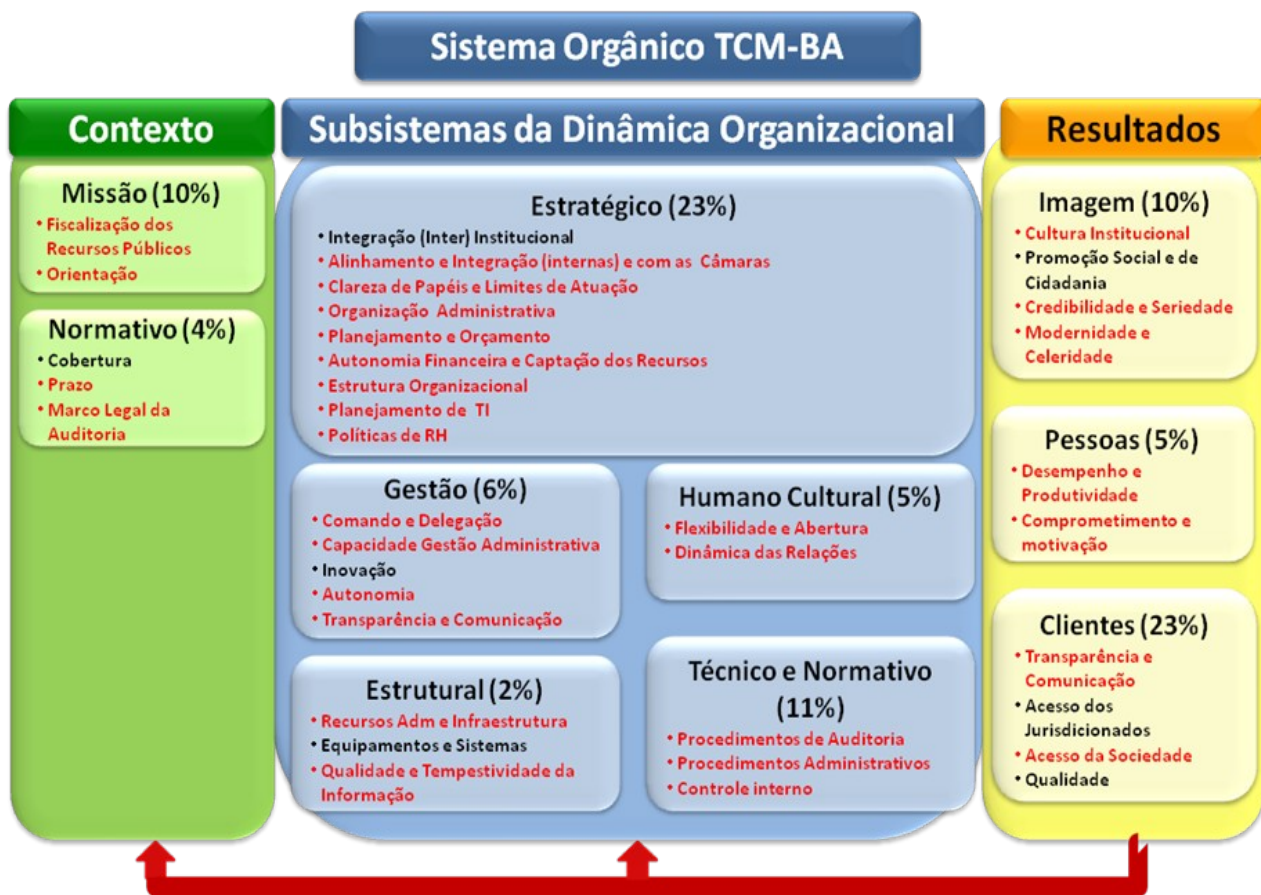 Sistema Orgânico TCM-BA
Contexto
Missão (10%)
• Fiscalização dos
Recursos Públicos
• Orientação
Normativo (4%)
• Cobertura
• Prazo
• Marco Legal da
Auditoria
Subsistemas da Dinâmica Organizacional
Estratégico (23%)
• Integração (Inter) Institucional
• Alinhamento e Integração (internas) e com as Câmaras
• Clareza de Papéis e Limites de Atuação
• Organização Administrativa
• Planejamento e Orçamento
• Autonomia Financeira e Captação dos Recursos
• Estrutura Organizacional
• Planejamento de TI
• Políticas de RH
Gestão (6%)
• Comando e Delegação
• Capacidade Gestão Administrativa
• Inovação
• Autonomia
• Transparência e Comunicação
Humano Cultural (5%)
• Flexibilidade e Abertura
• Dinâmica das Relações
Estrutural (2%)
• Recursos Adm e Infraestrutura
• Equipamentos e Sistemas
• Qualidade e Tempestividade da
Informação
Técnico e Normativo
(11%)
• Procedimentos de Auditoria
• Procedimentos Administrativos
• Controle interno
Resultados
Imagem (10%)
• Cultura Institucional
• Promoção Social e de
Cidadania
• Credibilidade e Seriedade
• Modernidade e
Celeridade
Pessoas (5%)
• Desempenho e
Produtividade
• Comprometimento e
motivação
Clientes (23%)
• Transparência e
Comunicação
• Acesso dos
Jurisdicionados
• Acesso da Sociedade
• Qualidade